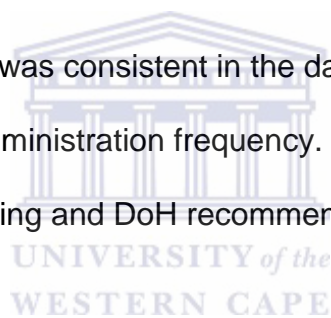 was consistent in the da
ministration frequency.
ing and DoH recommen
UNIVERSITY of the
WESTERN CAPE